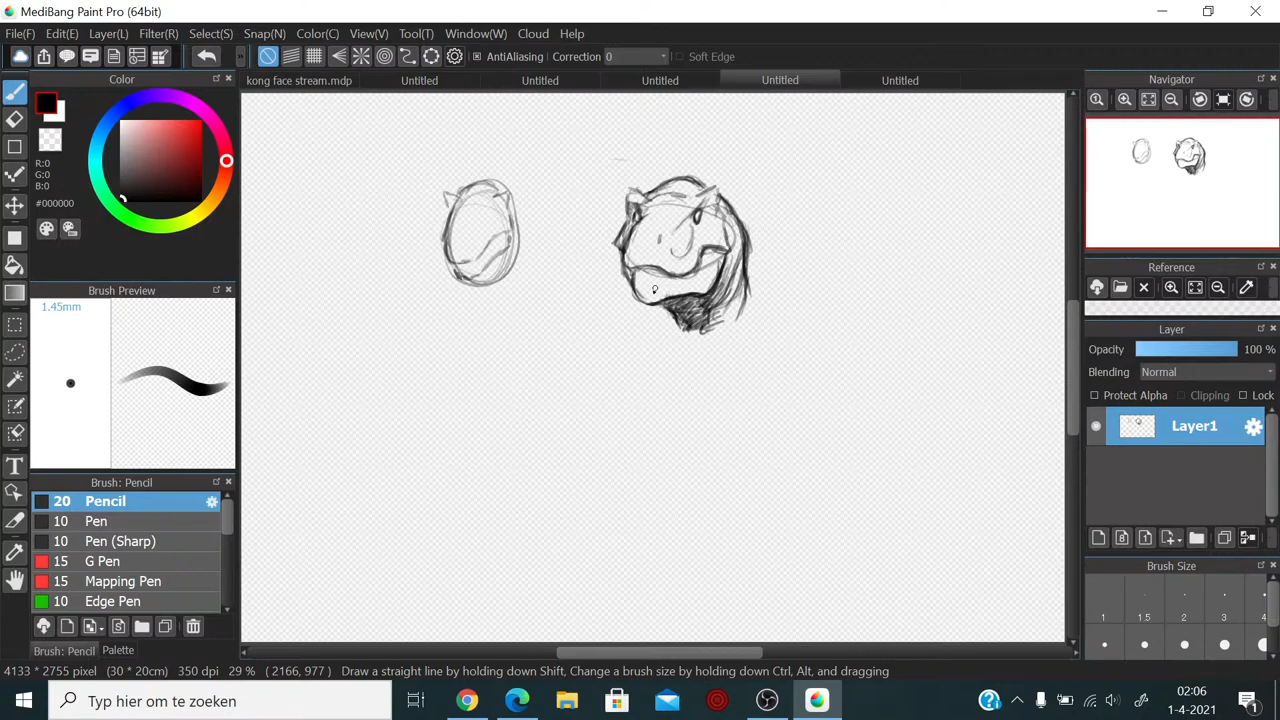 MediBang Paint Pro (64bit)
File(F) Edit(E) Layer(L) Filter(R) Select(S) Snap(N) Color(C) View(V) Tool(T) Window(W) Cloud Help
AntiAliasing Correction 0 Soft Edge
Color
kong face stream.mdp Untitled Untitled Untitled Untitled Untitled
Navigator
R:0
G:0
B:0
#000000
Brush Preview
1.45mm
Reference
Layer
Opacity 100 %
Blending Normal
Protect Alpha Clipping Lock
Layer1
Brush: Pencil
20 Pencil
10 Pen
10 Pen (Sharp)
15 G Pen
15 Mapping Pen
10 Edge Pen
Brush Size
1 1.5 2 3 4
1 2 3 4
Brush: Pencil Palette
4133 * 2755 pixel (30 * 20cm) 350 dpi 29 % ( 2166, 977 ) Draw a straight line by holding down Shift, Change a brush size by holding down Ctrl, Alt, and dragging
Typ hier om te zoeken
02:06
1-4-2021